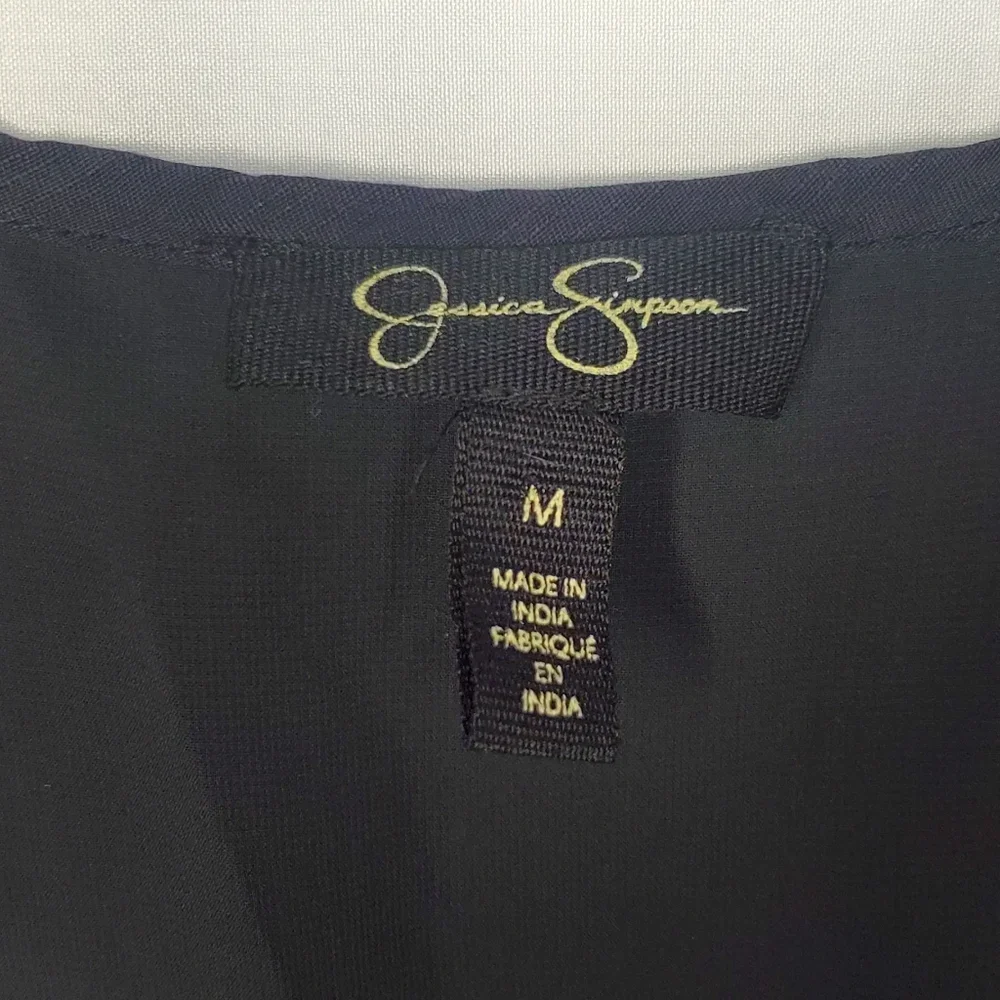 Jessica Simpson
M
MADE IN
INDIA
FABRIQUÉ
EN
INDIA